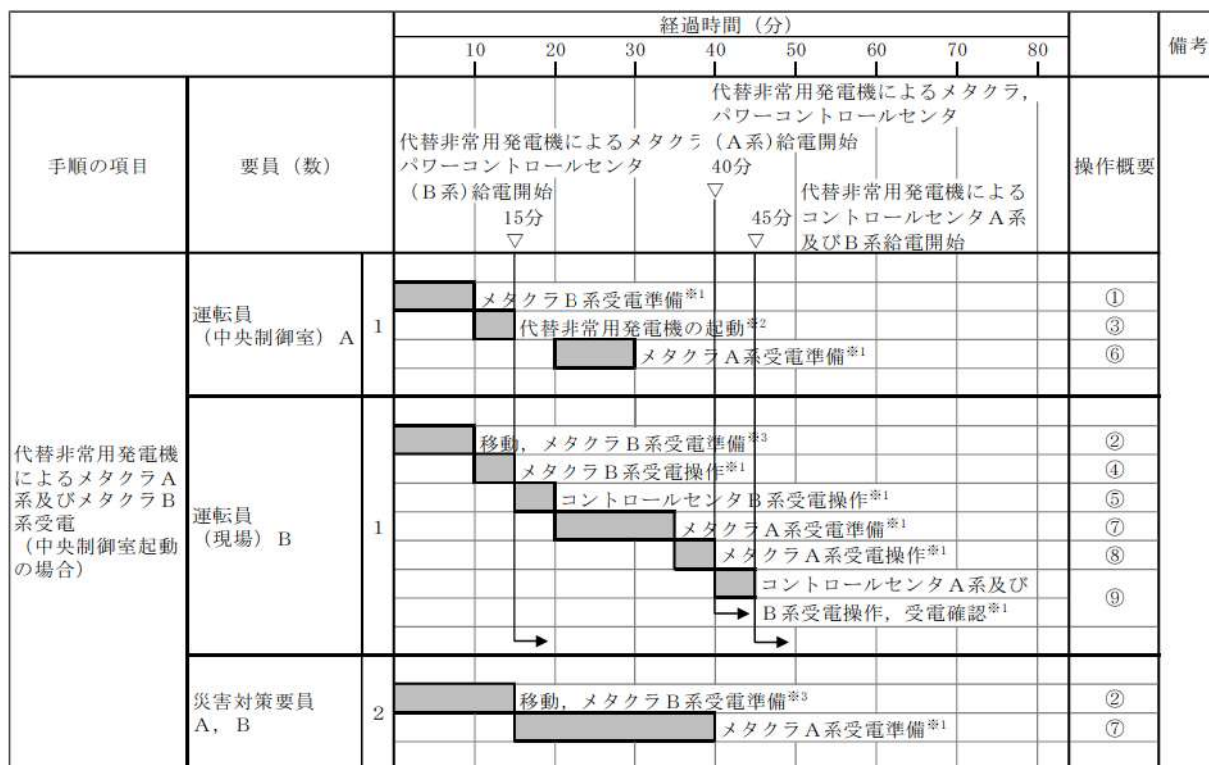 経過時間（分）
備考
10 20 30 40 50 60 70 80
手順の項目
要員（数）
操作概要
代替非常用発電機によるメタクラ
パワーコントロールセンタ
（B系）給電開始
15分
▽
代替非常用発電機によるメタクラ，
パワーコントロールセンタ
（A系）給電開始
40分
▽
代替非常用発電機による
45分 コントロールセンタA系
▽ 及びB系給電開始
代替非常用発電機
によるメタクラA
系及びメタクラB
系受電
（中央制御室起動
の場合）
運転員
（中央制御室）A
1
メタクラB系受電準備※1
①
代替非常用発電機の起動※2
③
メタクラA系受電準備※1
⑥
運転員
（現場）B
1
移動，メタクラB系受電準備※3
②
メタクラB系受電操作※1
④
コントロールセンタB系受電操作※1
⑤
メタクラA系受電準備※1
⑦
メタクラA系受電操作※1
⑧
コントロールセンタA系及び
B系受電操作，受電確認※1
⑨
災害対策要員
A，B
2
移動，メタクラB系受電準備※3
②
メタクラA系受電準備※1
⑦